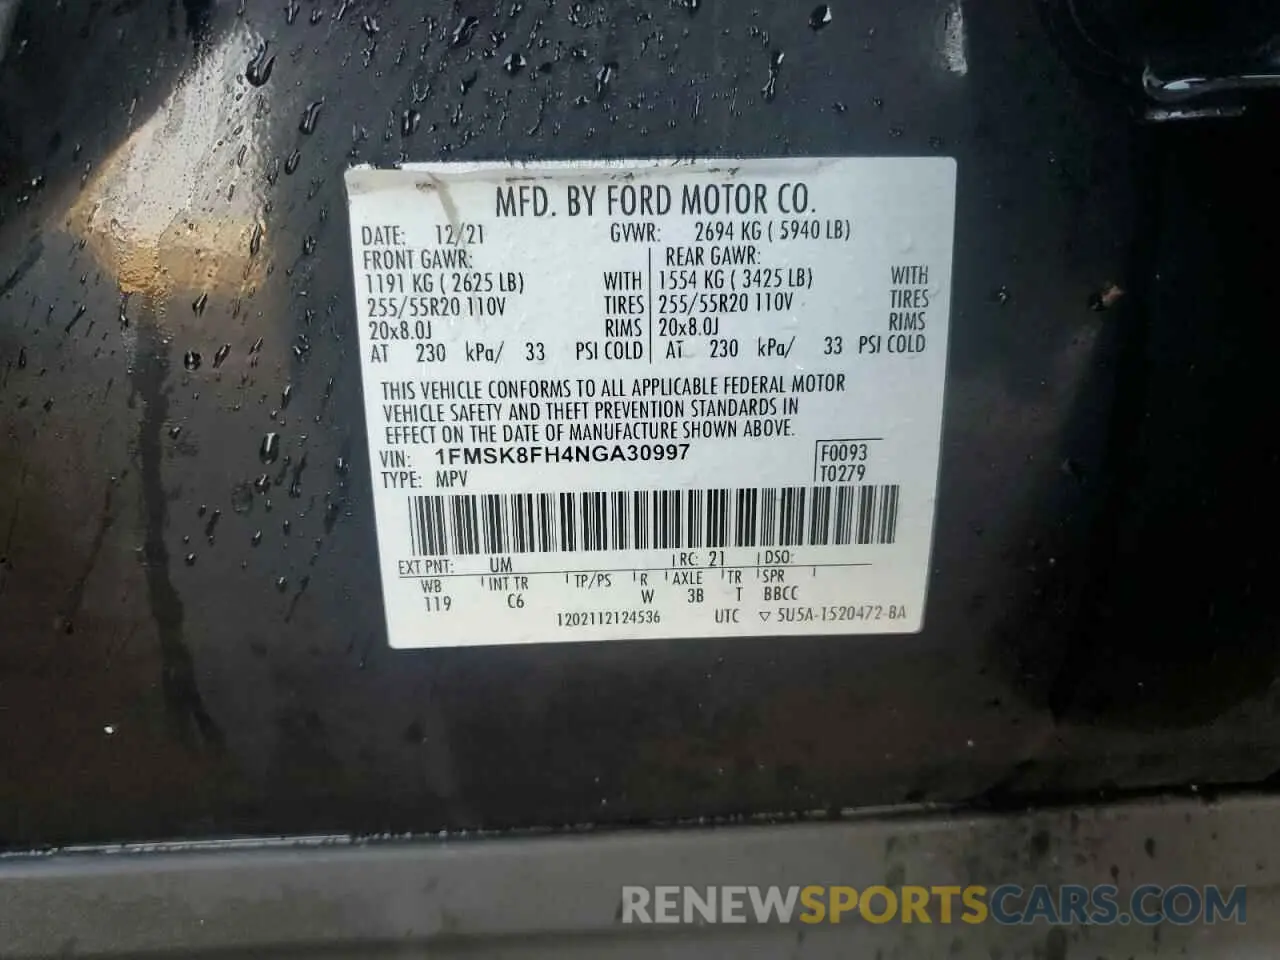 MFD. BY FORD MOTOR CO.
DATE: 12/21 GVWR: 2694 KG ( 5940 LB)
FRONT GAWR: REAR GAWR:
1191 KG ( 2625 LB) WITH 1554 KG ( 3425 LB) WITH
255/55R20 110V TIRES 255/55R20 110V TIRES
20x8.0J RIMS 20x8.0J RIMS
AT 230 kPa/ 33 PSI COLD AT 230 kPa/ 33 PSI COLD
THIS VEHICLE CONFORMS TO ALL APPLICABLE FEDERAL MOTOR
VEHICLE SAFETY AND THEFT PREVENTION STANDARDS IN
EFFECT ON THE DATE OF MANUFACTURE SHOWN ABOVE.
VIN: 1FMSK8FH4NGA30997 F0093
TYPE: MPV T0279
EXT PNT: UM RC: 21 DSO:
WB INT TR TP/PS R AXLE TR SPR
119 C6 W 3B T BBCC
1202112124536 UTC ▽ 5U5A-1520472-BA
RENEWSPORTSCARS.COM